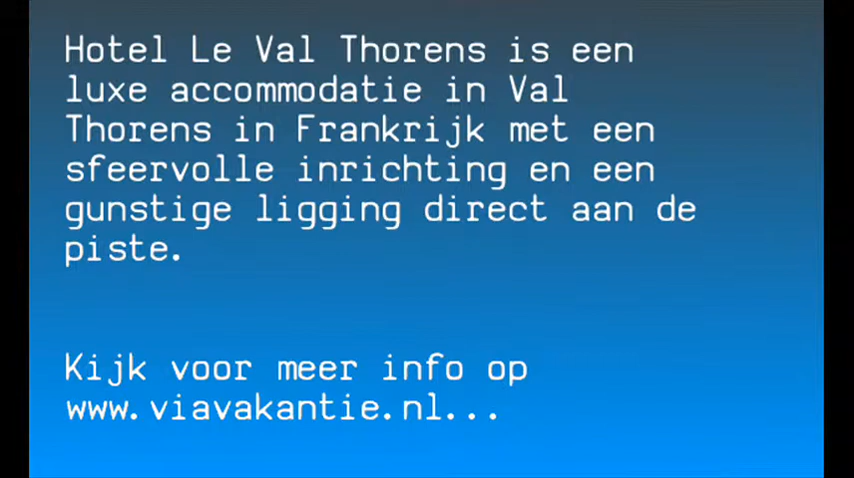 Hotel Le Val Thorens is een
luxe accommodatie in Val
Thorens in Frankrijk met een
sfeervolle inrichting en een
gunstige ligging direct aan de
piste.
Kijk voor meer info op
www.viavakantie.nl...